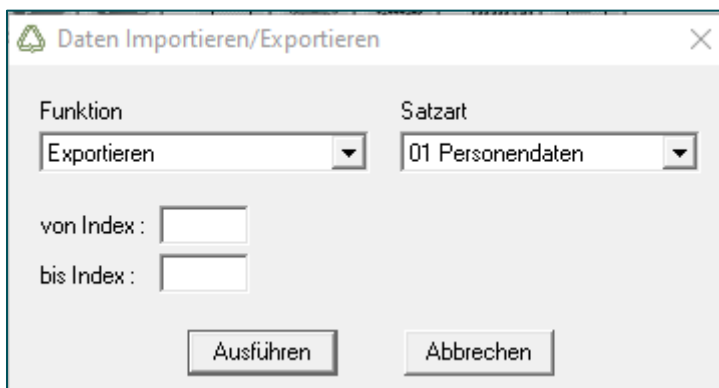 Daten Importieren/Exportieren
Funktion
Satzart
Exportieren
01 Personendaten
von Index :
bis Index :
Ausführen
Abbrechen